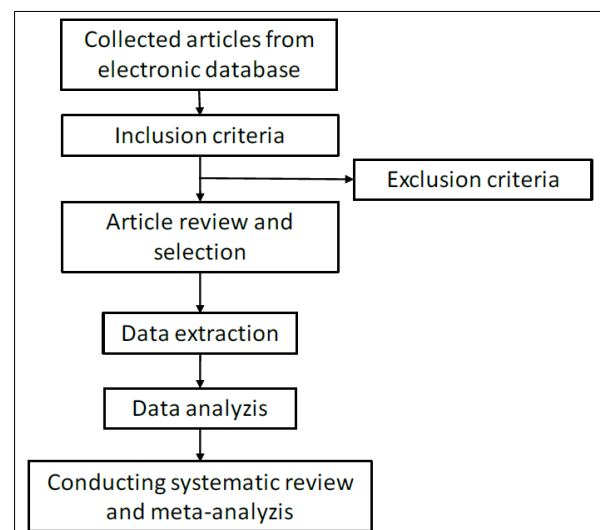 Collected articles from
electronic database
Inclusion criteria
Exclusion criteria
Article review and
selection
Data extraction
Data analyzis
Conducting systematic review
and meta-analyzis